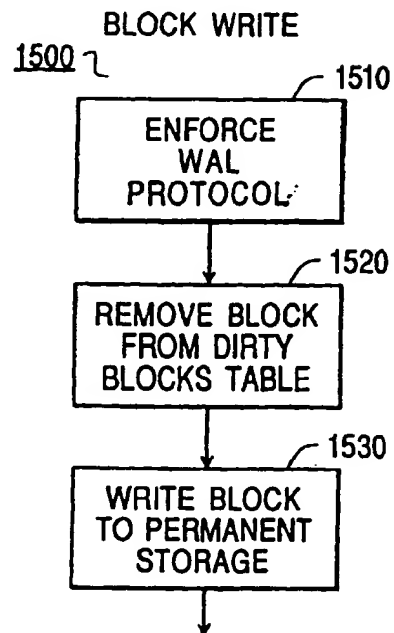 BLOCK WRITE
1500
1510
ENFORCE
WAL
PROTOCOL
1520
REMOVE BLOCK
FROM DIRTY
BLOCKS TABLE
1530
WRITE BLOCK
TO PERMANENT
STORAGE